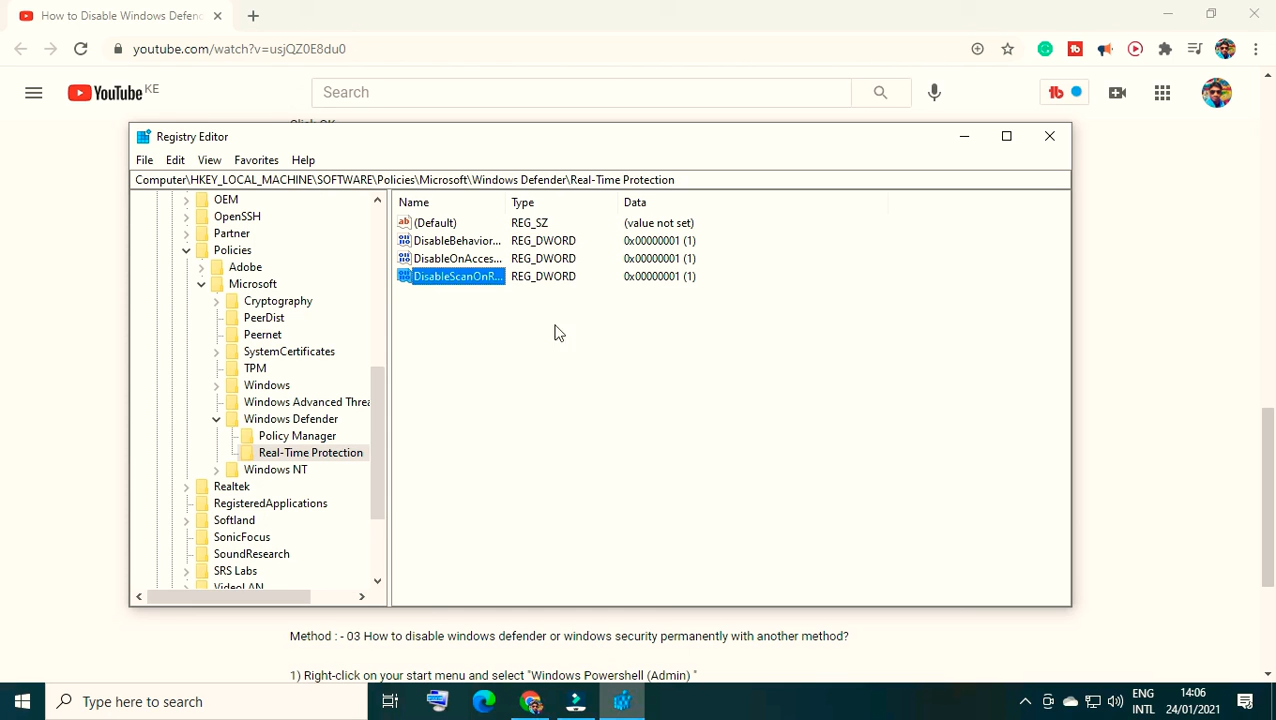 How to Disable Windows Defen
youtube.com/watch?v=usjQZ0E8du0
YouTube KE
Search
tb
Click OK
Registry Editor
File Edit View Favorites Help
Computer\HKEY_LOCAL_MACHINE\SOFTWARE\Policies\Microsoft\Windows Defender\Real-Time Protection
Name Type Data
ab (Default) REG_SZ (value not set)
DisableBehavior... REG_DWORD 0x00000001 (1)
DisableOnAcces... REG_DWORD 0x00000001 (1)
DisableScanOnR... REG_DWORD 0x00000001 (1)
OEM
OpenSSH
Partner
Policies
Adobe
Microsoft
Cryptography
PeerDist
Peernet
SystemCertificates
TPM
Windows
Windows Advanced Threa
Windows Defender
Policy Manager
Real-Time Protection
Windows NT
Realtek
RegisteredApplications
Softland
SonicFocus
SoundResearch
SRS Labs
VideoLAN
Method : - 03 How to disable windows defender or windows security permanently with another method?
1) Right-click on your start menu and select "Windows Powershell (Admin) "
Type here to search
ENG
INTL
14:06
24/01/2021